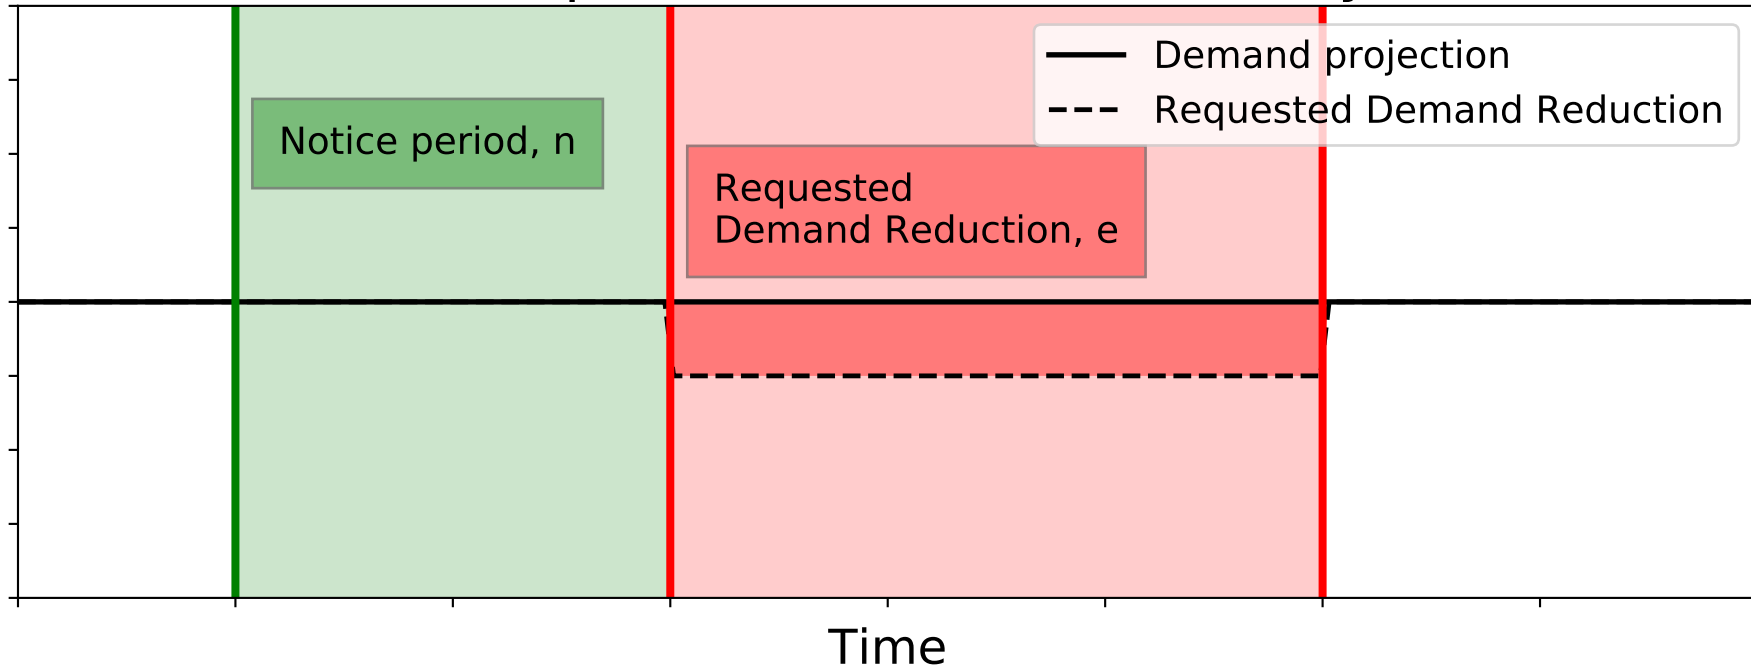 Demand projection
Requested Demand Reduction
Notice period, n
Requested
Demand Reduction, e
Time